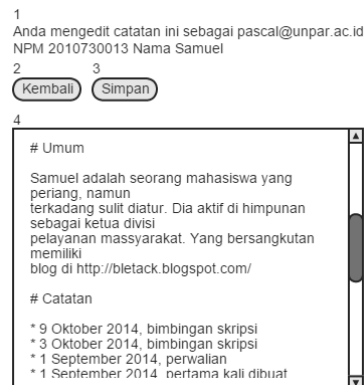 1
Anda mengedit catatan ini sebagai pascal@unpar.ac.id
NPM 2010730013 Nama Samuel
2 3
Kembali Simpan
4
# Umum
Samuel adalah seorang mahasiswa yang
periang, namun
terkadang sulit diatur. Dia aktif di himpunan
sebagai ketua divisi
pelayanan massyarakat. Yang bersangkutan
memiliki
blog di http://bletack.blogspot.com/
# Catatan
* 9 Oktober 2014, bimbingan skripsi
* 3 Oktober 2014, bimbingan skripsi
* 1 September 2014, perwalian
* 1 September 2014, pertama kali dibuat